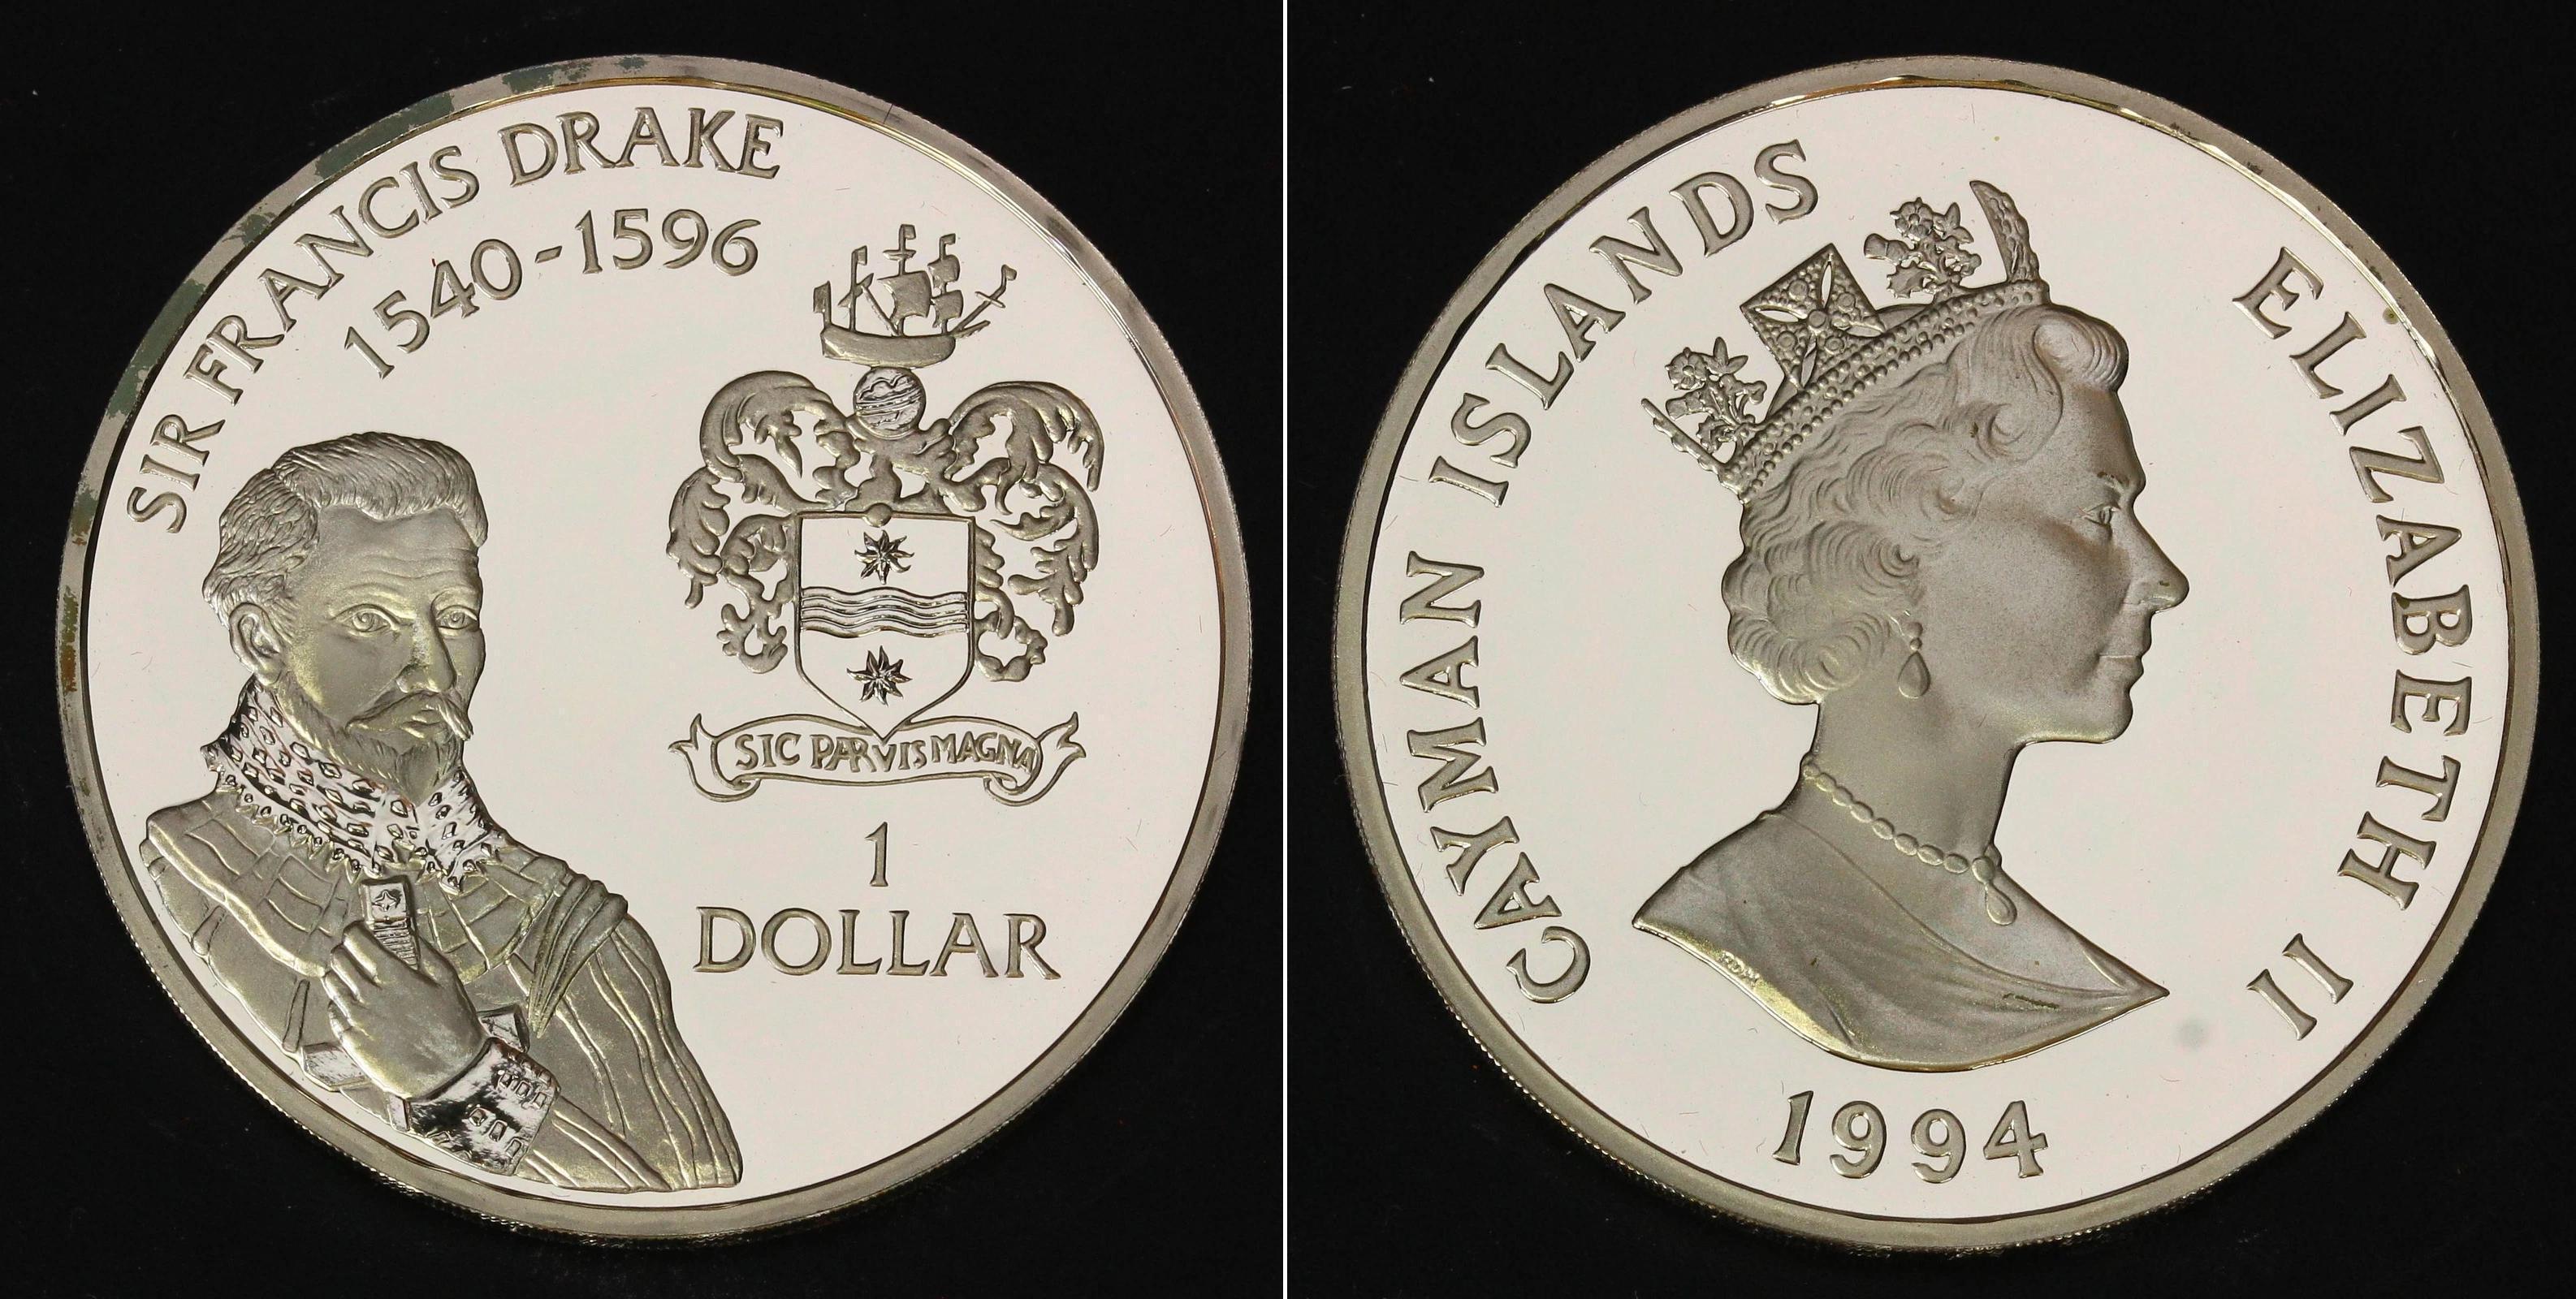 SIR FRANCIS DRAKE
1540-1596
SIC PARVIS MAGNA
1
DOLLAR
CAYMAN ISLANDS
ELIZABETH II
1994